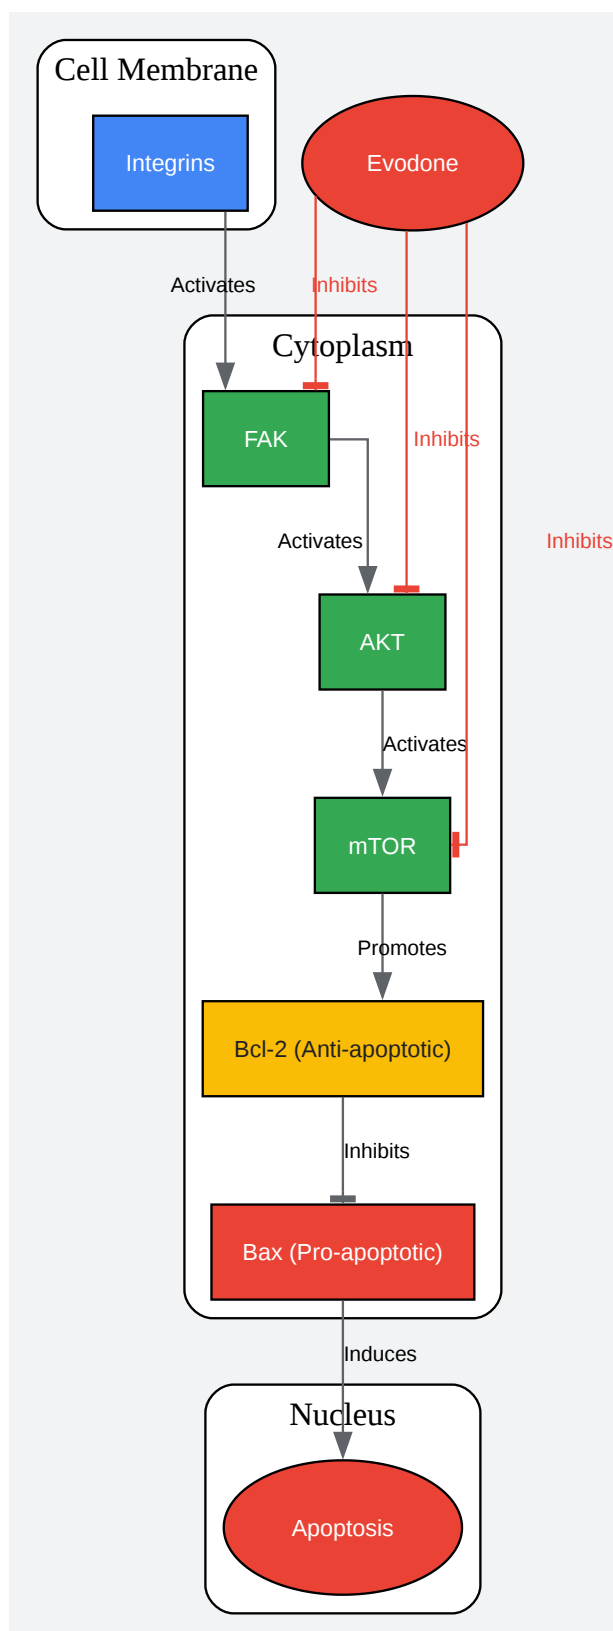 Cell Membrane
Integrins
Evodone
Activates
Inhibits
Cytoplasm
FAK
Inhibits
Activates
Inhibits
AKT
Activates
mTOR
Promotes
Bcl-2 (Anti-apoptotic)
Inhibits
Bax (Pro-apoptotic)
Induces
Nucleus
Apoptosis